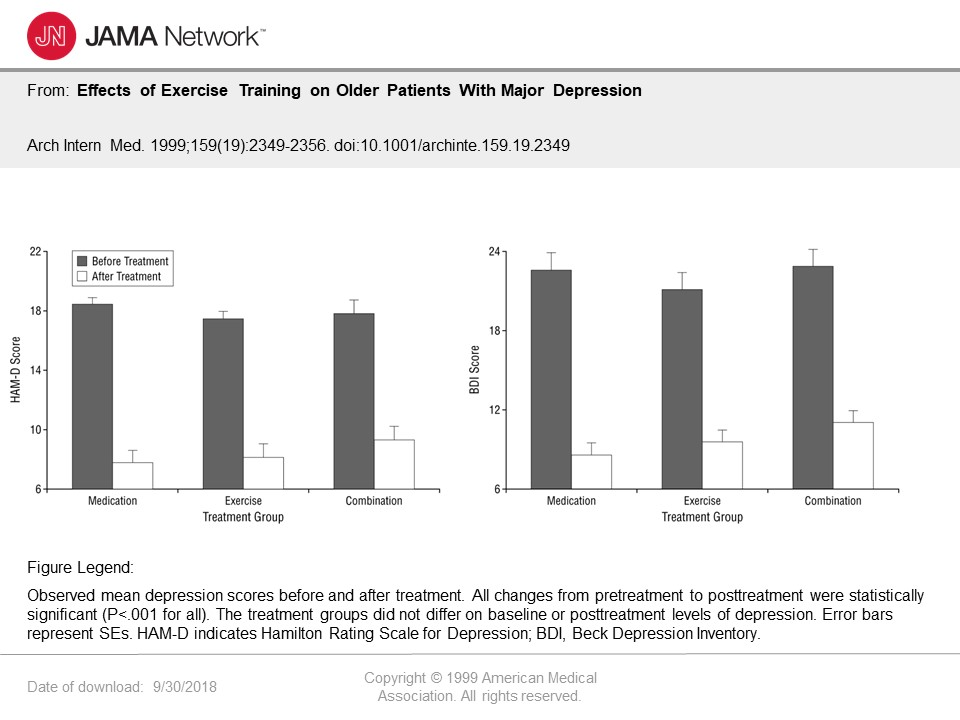 JN JAMA Network™
From: Effects of Exercise Training on Older Patients With Major Depression
Arch Intern Med. 1999;159(19):2349-2356. doi:10.1001/archinte.159.19.2349
22
18
14
10
6
HAM-D Score
Before Treatment
After Treatment
Medication Exercise Combination
Treatment Group
24
18
12
6
BDI Score
Medication Exercise Combination
Treatment Group
Figure Legend:
Observed mean depression scores before and after treatment. All changes from pretreatment to posttreatment were statistically
significant (P<.001 for all). The treatment groups did not differ on baseline or posttreatment levels of depression. Error bars
represent SEs. HAM-D indicates Hamilton Rating Scale for Depression; BDI, Beck Depression Inventory.
Date of download: 9/30/2018
Copyright © 1999 American Medical
Association. All rights reserved.